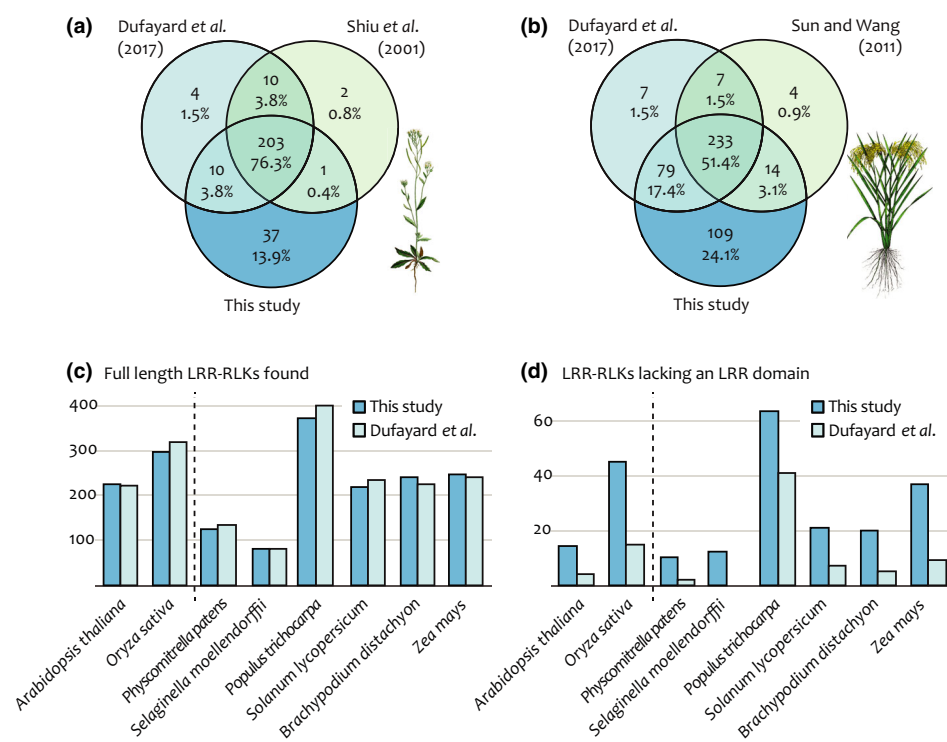 (a)
Dufayard et al.
(2017)
Shiu et al.
(2001)
4
1.5%
10
3.8%
2
0.8%
203
76.3%
10
3.8%
1
0.4%
37
13.9%
This study
(b)
Dufayard et al.
(2017)
Sun and Wang
(2011)
7
1.5%
7
1.5%
4
0.9%
233
51.4%
79
17.4%
14
3.1%
109
24.1%
This study
(c) Full length LRR-RLKs found
400
300
200
100
This study
Dufayard et al.
Arabidopsis thaliana
Oryza sativa
Physcomitrella patens
Selaginella moellendorffii
Populus trichocarpa
Solanum lycopersicum
Brachypodium distachyon
Zea mays
(d) LRR-RLKs lacking an LRR domain
60
40
20
This study
Dufayard et al.
Arabidopsis thaliana
Oryza sativa
Physcomitrella patens
Selaginella moellendorffii
Populus trichocarpa
Solanum lycopersicum
Brachypodium distachyon
Zea mays